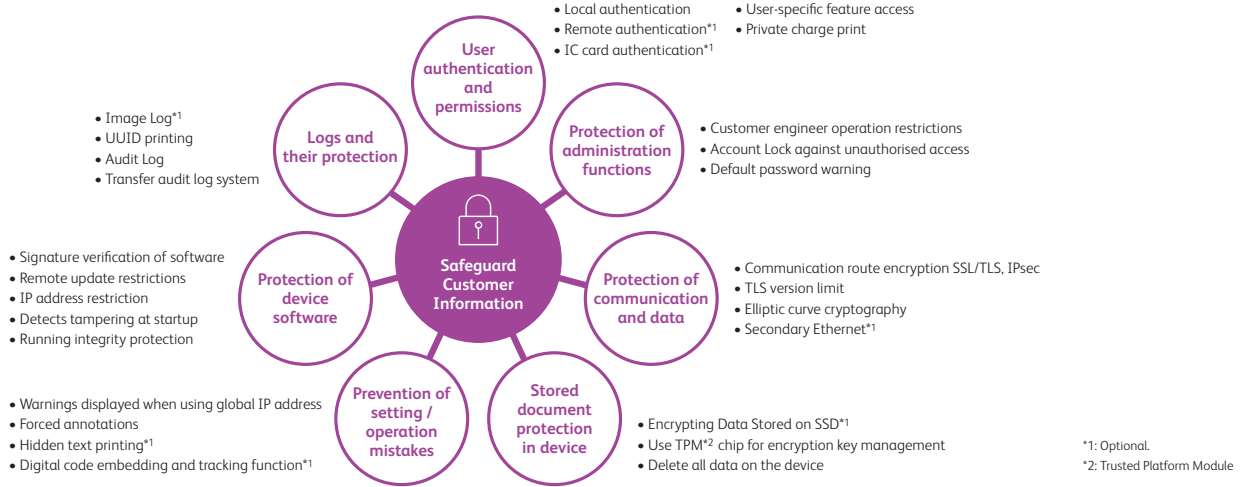 • Local authentication
• Remote authentication*1
• IC card authentication*1
• User-specific feature access
• Private charge print
User
authentication
and
permissions
• Image Log*1
• UUID printing
• Audit Log
• Transfer audit log system
Logs and
their protection
Protection of
administration
functions
• Customer engineer operation restrictions
• Account Lock against unauthorised access
• Default password warning
Safeguard
Customer
Information
• Signature verification of software
• Remote update restrictions
• IP address restriction
• Detects tampering at startup
• Running integrity protection
Protection of
device
software
Protection of
communication
and data
• Communication route encryption SSL/TLS, IPsec
• TLS version limit
• Elliptic curve cryptography
• Secondary Ethernet*1
• Warnings displayed when using global IP address
• Forced annotations
• Hidden text printing*1
• Digital code embedding and tracking function*1
Prevention of
setting /
operation
mistakes
Stored
document
protection
in device
• Encrypting Data Stored on SSD*1
• Use TPM*2 chip for encryption key management
• Delete all data on the device
*1: Optional.
*2: Trusted Platform Module